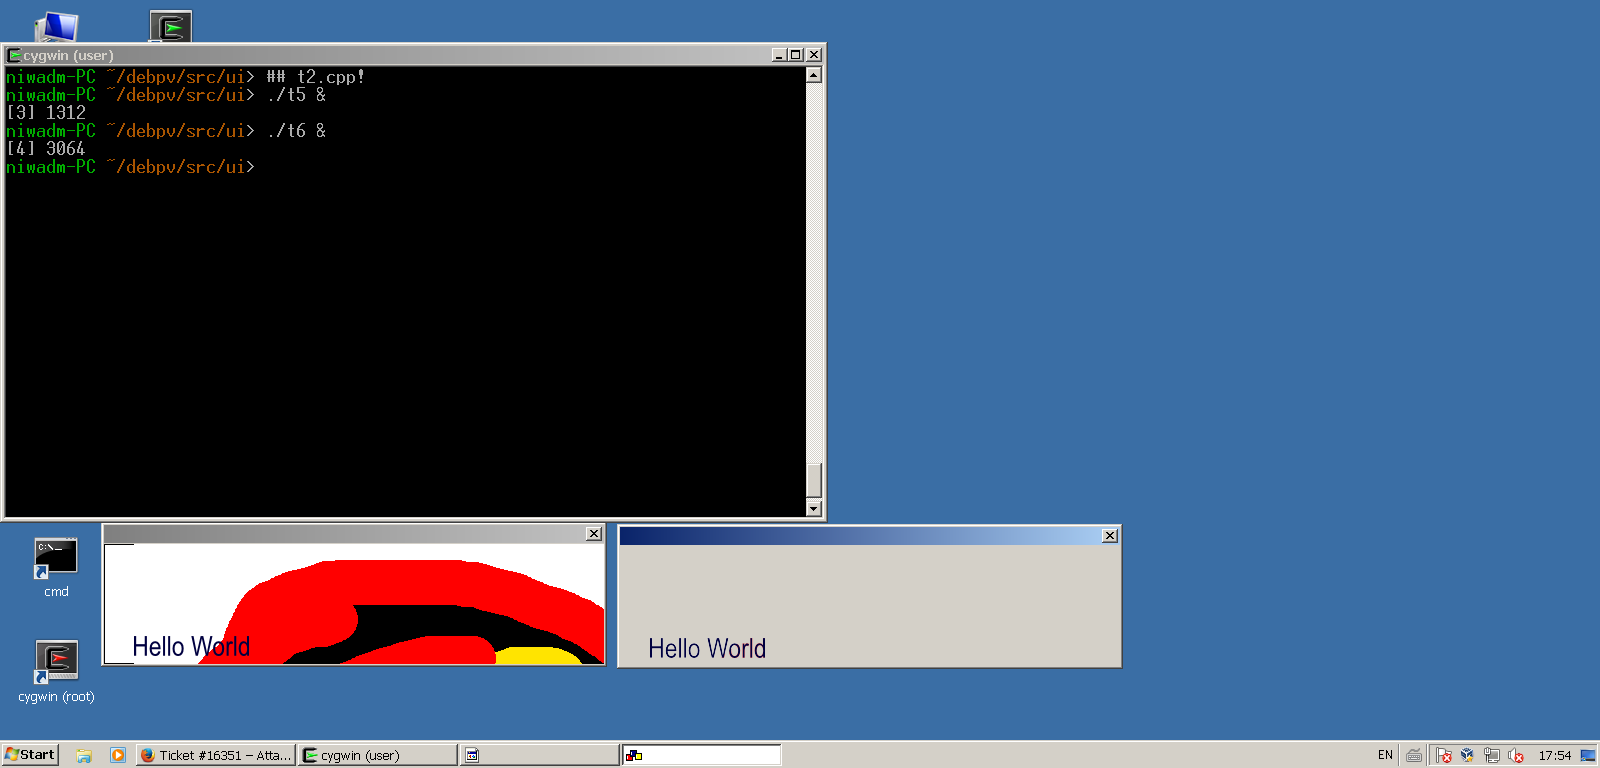 cygwin (user)
niwadm-PC ~/debpv/src/ui> ## t2.cpp!
niwadm-PC ~/debpv/src/ui> ./t5 &
[3] 1312
niwadm-PC ~/debpv/src/ui> ./t6 &
[4] 3064
niwadm-PC ~/debpv/src/ui>
C:\._
cmd
Hello World
Hello World
cygwin (root)
Start
Ticket #16351 – Atta...
cygwin (user)
EN
17:54